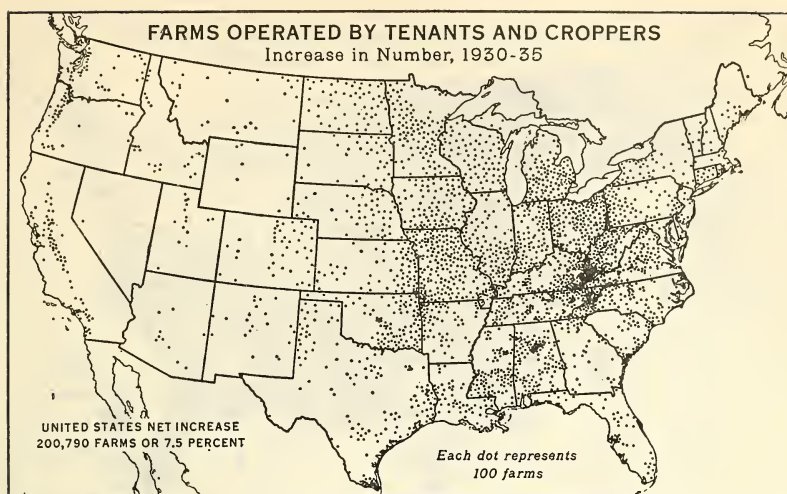 FARMS OPERATED BY TENANTS AND CROPPERS
Increase in Number, 1930-35
UNITED STATES NET INCREASE
200,790 FARMS OR 7.5 PERCENT
Each dot represents
100 farms